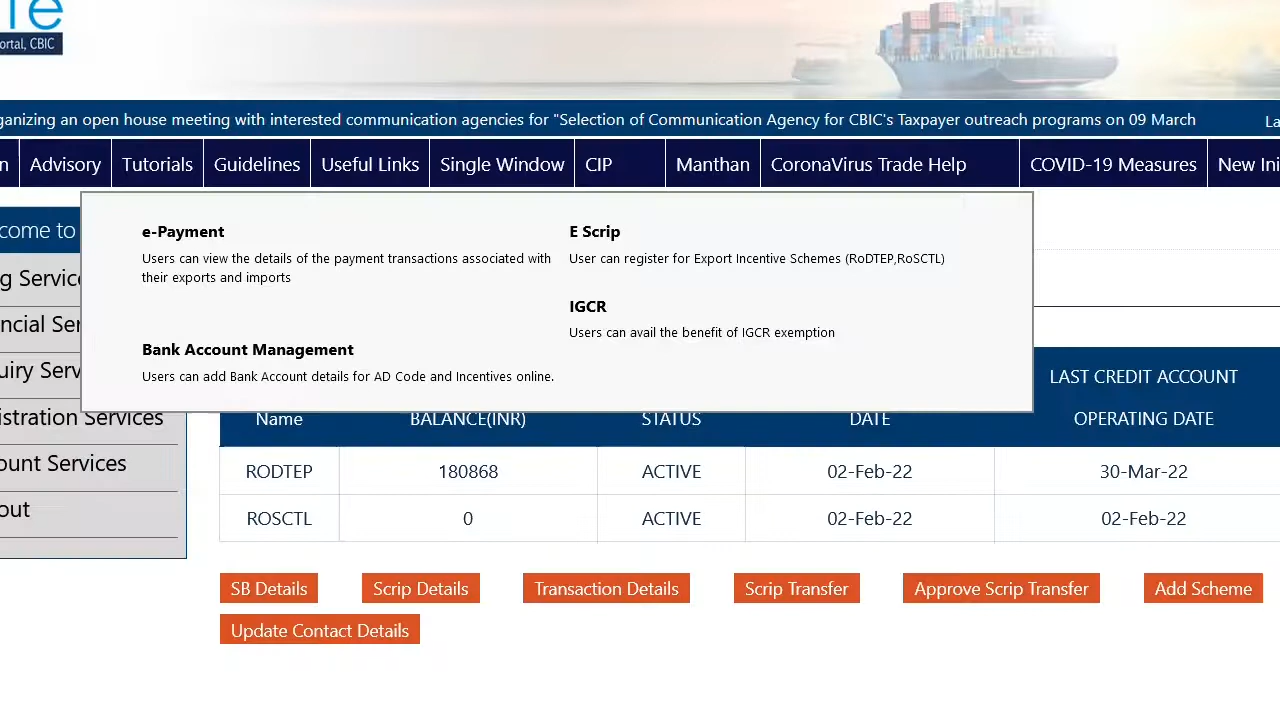 ortal, CBIC
ganizing an open house meeting with interested communication agencies for "Selection of Communication Agency for CBIC's Taxpayer outreach programs on 09 March
La
n Advisory Tutorials Guidelines Useful Links Single Window CIP Manthan CoronaVirus Trade Help COVID-19 Measures New Ini
come to
g Service
ncial Ser
uiry Serv
istration Services
ount Services
out
e-Payment
Users can view the details of the payment transactions associated with
their exports and imports
Bank Account Management
Users can add Bank Account details for AD Code and Incentives online.
E Scrip
User can register for Export Incentive Schemes (RoDTEP,RoSCTL)
IGCR
Users can avail the benefit of IGCR exemption
LAST CREDIT ACCOUNT
Name BALANCE(INR) STATUS DATE OPERATING DATE
RODTEP 180868 ACTIVE 02-Feb-22 30-Mar-22
ROSCTL 0 ACTIVE 02-Feb-22 02-Feb-22
SB Details Scrip Details Transaction Details Scrip Transfer Approve Scrip Transfer Add Scheme
Update Contact Details